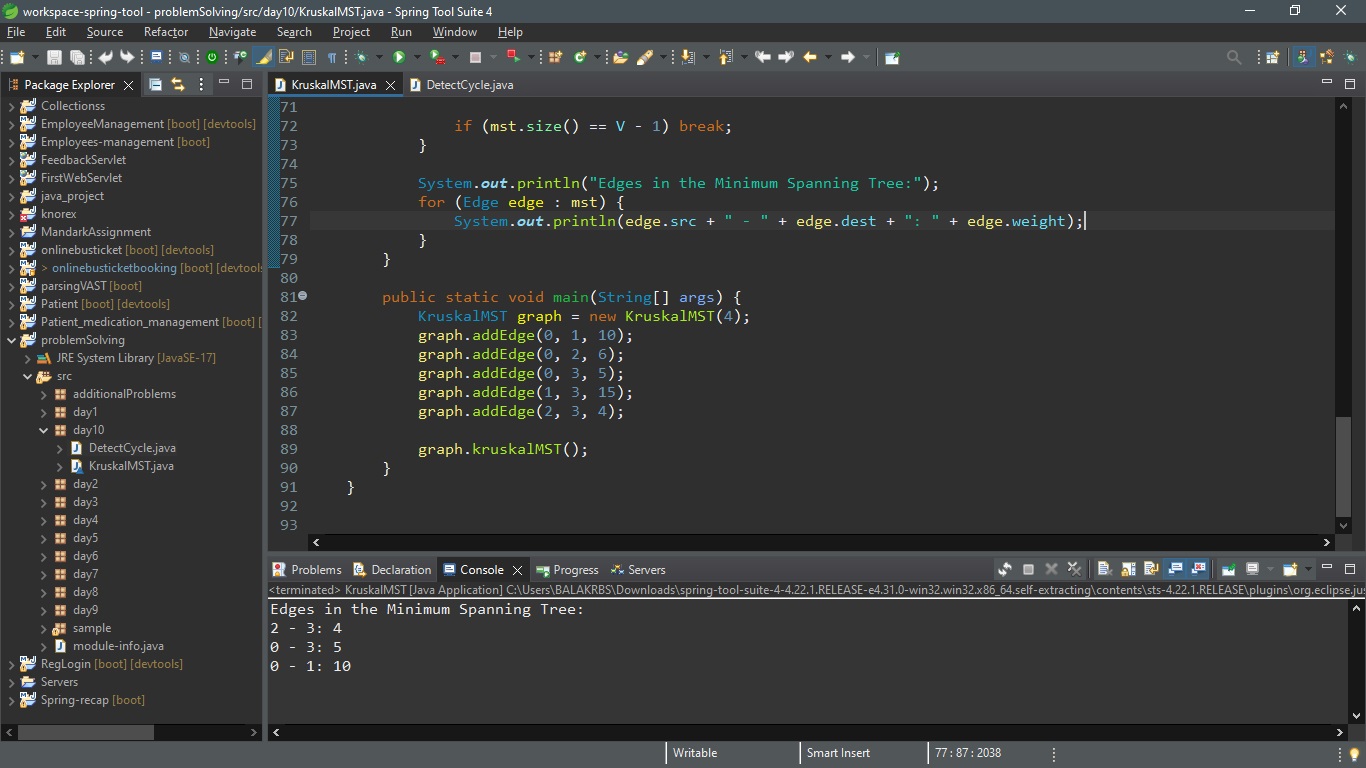 workspace-spring-tool - problemSolving/src/day10/KruskalMST.java - Spring Tool Suite 4
File Edit Source Refactor Navigate Search Project Run Window Help
Package Explorer
Collectionss
EmployeeManagement [boot] [devtools]
Employees-management [boot]
FeedbackServlet
FirstWebServlet
java_project
knorex
MandarkAssignment
onlinebusticket [boot] [devtools]
> onlinebusticketbooking [boot] [devtools
parsingVAST [boot]
Patient [boot] [devtools]
Patient_medication_management [boot] [
problemSolving
JRE System Library [JavaSE-17]
src
additionalProblems
day1
day10
DetectCycle.java
KruskalMST.java
day2
day3
day4
day5
day6
day7
day8
day9
sample
module-info.java
RegLogin [boot] [devtools]
Servers
Spring-recap [boot]
KruskalMST.java DetectCycle.java
71
72 if (mst.size() == V - 1) break;
73 }
74
75 System.out.println("Edges in the Minimum Spanning Tree:");
76 for (Edge edge : mst) {
77 System.out.println(edge.src + " - " + edge.dest + ": " + edge.weight);
78 }
79 }
80
81 public static void main(String[] args) {
82 KruskalMST graph = new KruskalMST(4);
83 graph.addEdge(0, 1, 10);
84 graph.addEdge(0, 2, 6);
85 graph.addEdge(0, 3, 5);
86 graph.addEdge(1, 3, 15);
87 graph.addEdge(2, 3, 4);
88
89 graph.kruskalMST();
90 }
91 }
92
93
Problems Declaration Console Progress Servers
<terminated> KruskalMST [Java Application] C:\Users\BALAKRBS\Downloads\spring-tool-suite-4-4.22.1.RELEASE-e4.31.0-win32.win32.x86_64.self-extracting\contents\sts-4.22.1.RELEASE\plugins\org.eclipse.jus
Edges in the Minimum Spanning Tree:
2 - 3: 4
0 - 3: 5
0 - 1: 10
Writable Smart Insert 77 : 87 : 2038